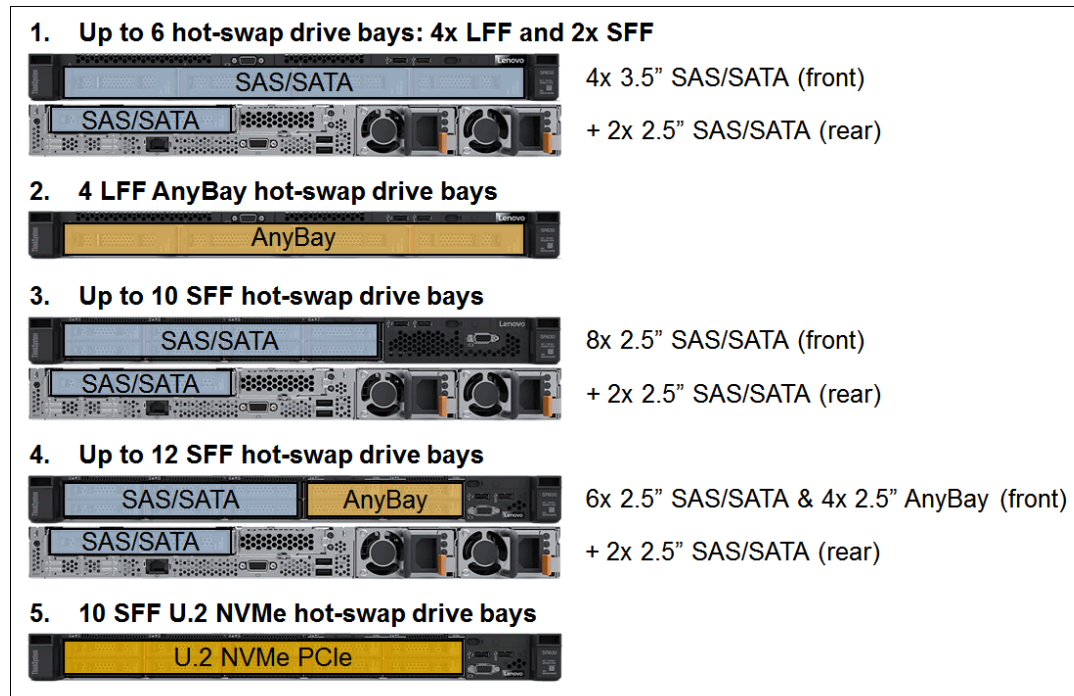 1. Up to 6 hot-swap drive bays: 4x LFF and 2x SFF
Lenovo
SAS/SATA
4x 3.5” SAS/SATA (front)
SAS/SATA
+ 2x 2.5” SAS/SATA (rear)
2. 4 LFF AnyBay hot-swap drive bays
Lenovo
AnyBay
3. Up to 10 SFF hot-swap drive bays
Lenovo
SAS/SATA
8x 2.5” SAS/SATA (front)
SAS/SATA
+ 2x 2.5” SAS/SATA (rear)
4. Up to 12 SFF hot-swap drive bays
SAS/SATA AnyBay
6x 2.5” SAS/SATA & 4x 2.5” AnyBay (front)
Lenovo
SAS/SATA
+ 2x 2.5” SAS/SATA (rear)
5. 10 SFF U.2 NVMe hot-swap drive bays
U.2 NVMe PCIe
Lenovo